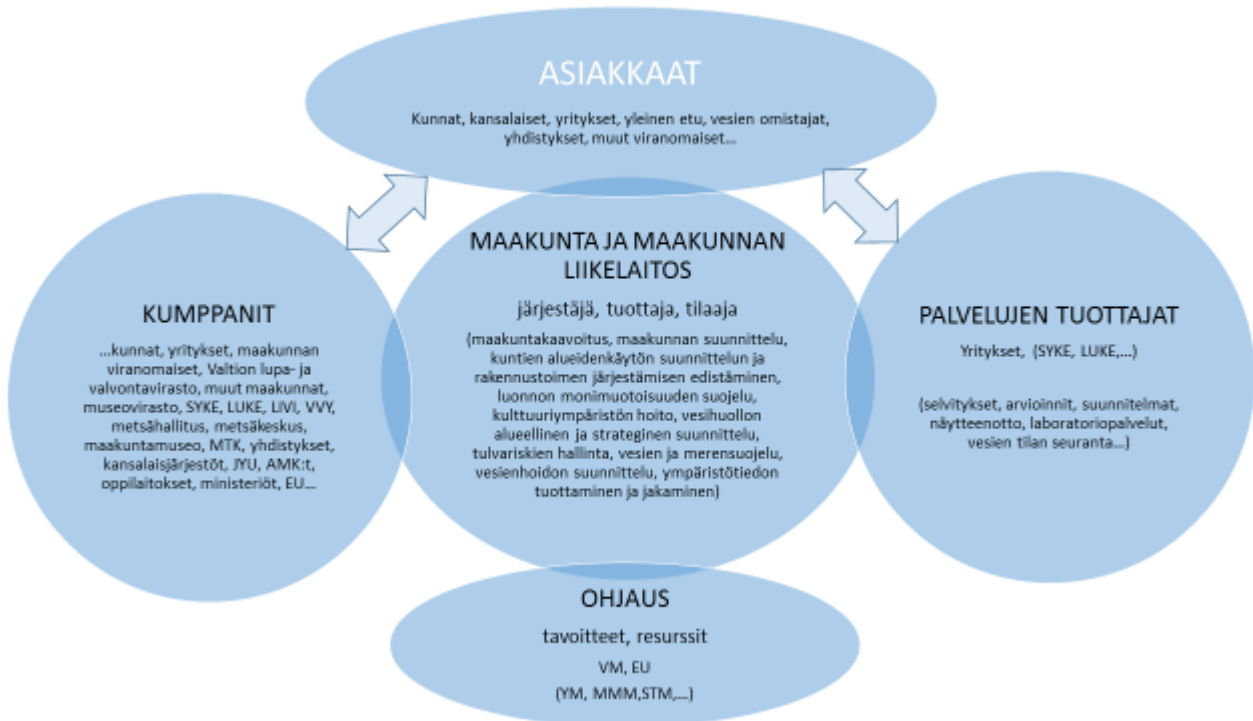 ASIAKKAAT
Kunnat, kansalaiset, yritykset, yleinen etu, vesien omistajat,
yhdistykset, muut viranomaiset...
MAAKUNTA JA MAAKUNNAN
LIIKELAITOS
järjestäjä, tuottaja, tilaaja
(maakuntakaavoitus, maakunnan suunnittelu,
kuntien alueidenkäytön suunnittelun ja
rakennustoimen järjestämisen edistäminen,
luonnon monimuotoisuuden suojelu,
kulttuuriympäristön hoito, vesihuollon
alueellinen ja strateginen suunnittelu,
tulvariskien hallinta, vesien ja merensuojelu,
vesienhoidon suunnittelu, ympäristötiedon
tuottaminen ja jakaminen)
KUMPPANIT
...kunnat, yritykset, maakunnan
viranomaiset, Valtion lupa- ja
valvontavirasto, muut maakunnat,
museovirasto, SYKE, LUKE, LIVI, VVY,
metsähallitus, metsäkeskus,
maakuntamuseo, MTK, yhdistykset,
kansalaisjärjestöt, JYU, AMK:t,
oppilaitokset, ministeriöt, EU...
PALVELUJEN TUOTTAJAT
Yritykset, (SYKE, LUKE,...)
(selvitykset, arvioinnit, suunnitelmat,
näytteenotto, laboratoriopalvelut,
vesien tilan seuranta...)
OHJAUS
tavoitteet, resurssit
VM, EU
(YM, MMM,STM,...)